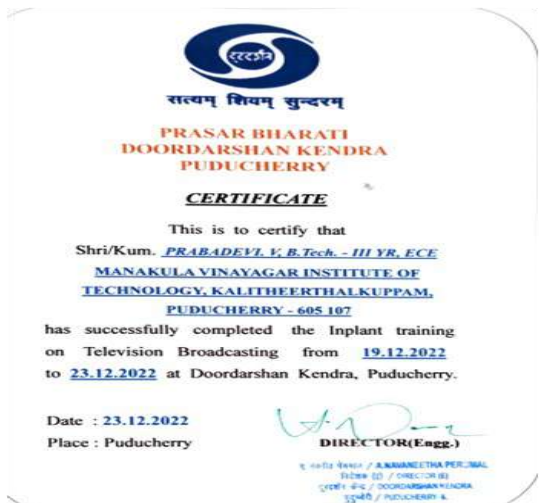 दूरदर्शन
सत्यम् शिवम् सुन्दरम्
PRASAR BHARATI
DOORDARSHAN KENDRA
PUDUCHERRY
CERTIFICATE
This is to certify that
Shri/Kum. PRABADEVI. V, B.Tech. - III YR, ECE
MANAKULA VINAYAGAR INSTITUTE OF
TECHNOLOGY, KALITHEERTHALKUPPAM,
PUDUCHERRY - 605 107
has successfully completed the Inplant training
on Television Broadcasting from 19.12.2022
to 23.12.2022 at Doordarshan Kendra, Puducherry.
Date : 23.12.2022
Place : Puducherry
DIRECTOR(Engg.)
/ A.NAVANEETHA PERUMAL
/ DIRECTOR (E)
/ DOORDARSHAN KENDRA
/ PUDUCHERRY